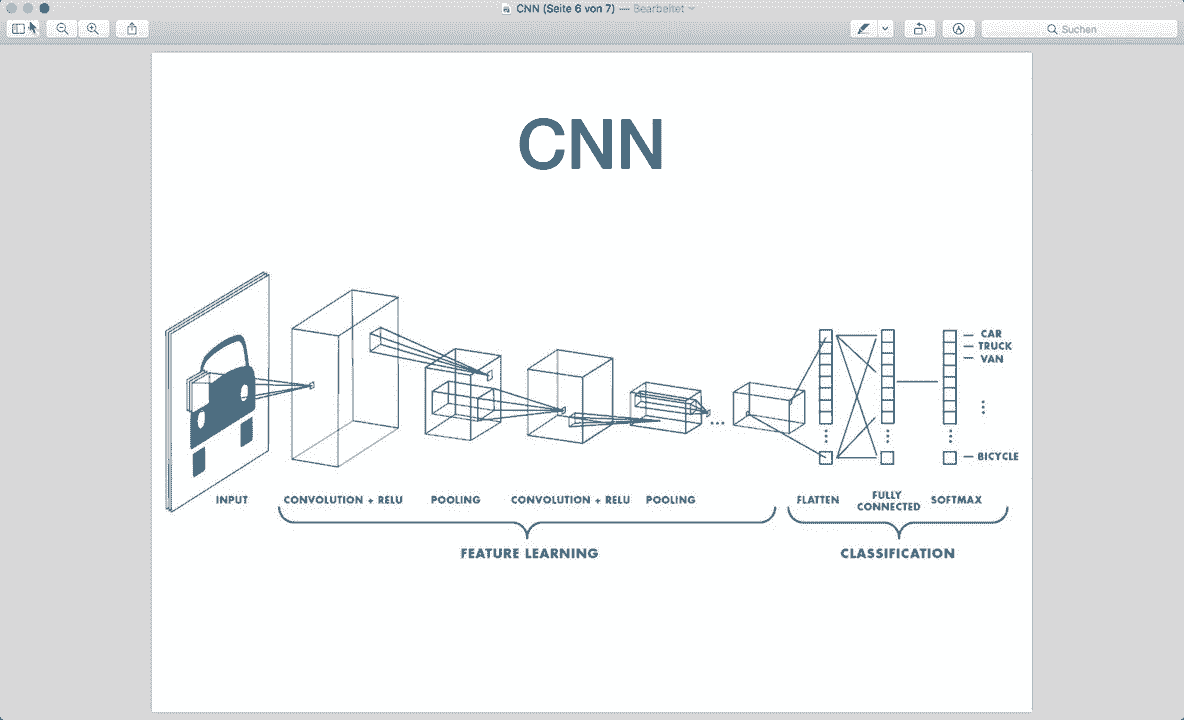 CNN (Seite 6 von 7) — Bearbeitet
Suchen
CNN
CAR
TRUCK
VAN
BICYCLE
INPUT
CONVOLUTION + RELU
POOLING
CONVOLUTION + RELU
POOLING
FLATTEN
FULLY
CONNECTED
SOFTMAX
FEATURE LEARNING
CLASSIFICATION